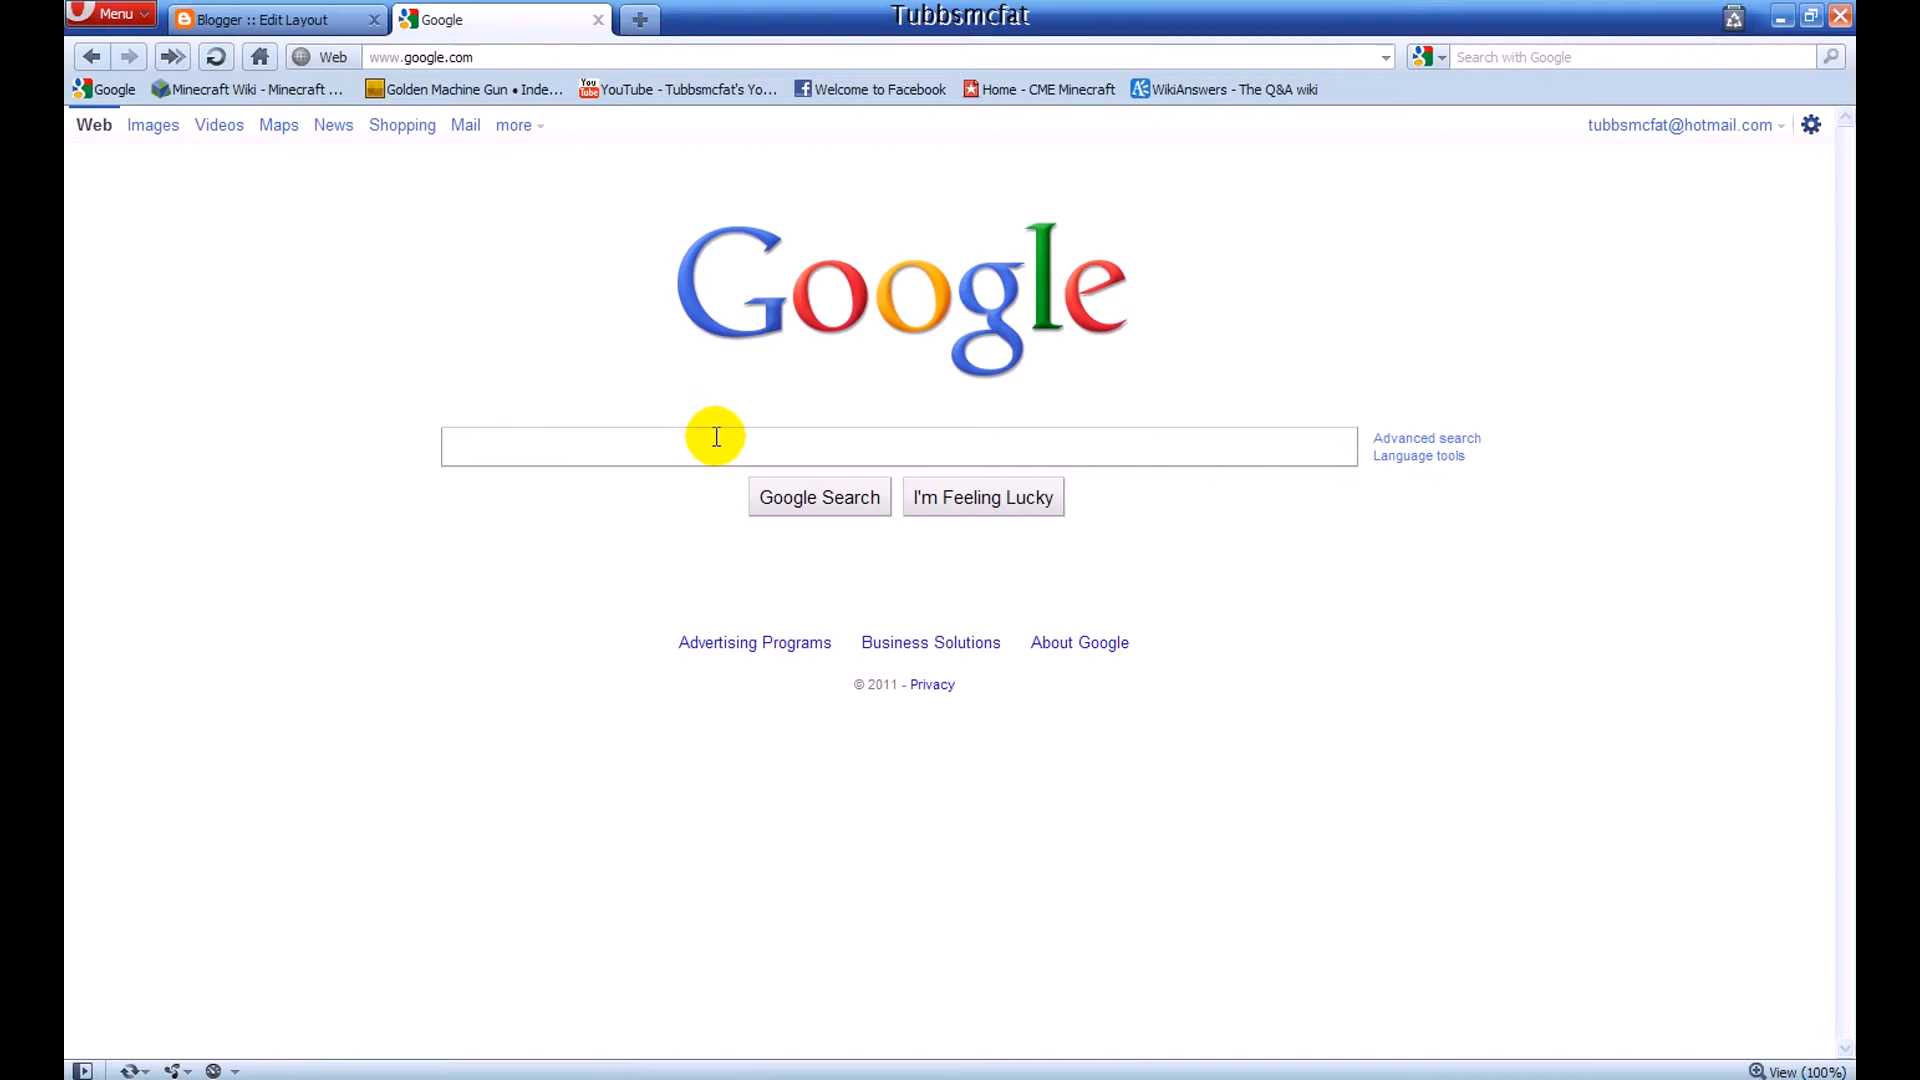 Menu
Blogger :: Edit Layout
Google
Tubbsmcfat
Web
www.google.com
Search with Google
Google
Minecraft Wiki - Minecraft ...
Golden Machine Gun • Inde...
You Tube
YouTube - Tubbsmcfat's Yo...
Welcome to Facebook
Home - CME Minecraft
WikiAnswers - The Q&A wiki
Web
Images
Videos
Maps
News
Shopping
Mail
more
tubbsmcfat@hotmail.com
Google
Advanced search
Language tools
Google Search
I'm Feeling Lucky
Advertising Programs
Business Solutions
About Google
© 2011 - Privacy
View (100%)